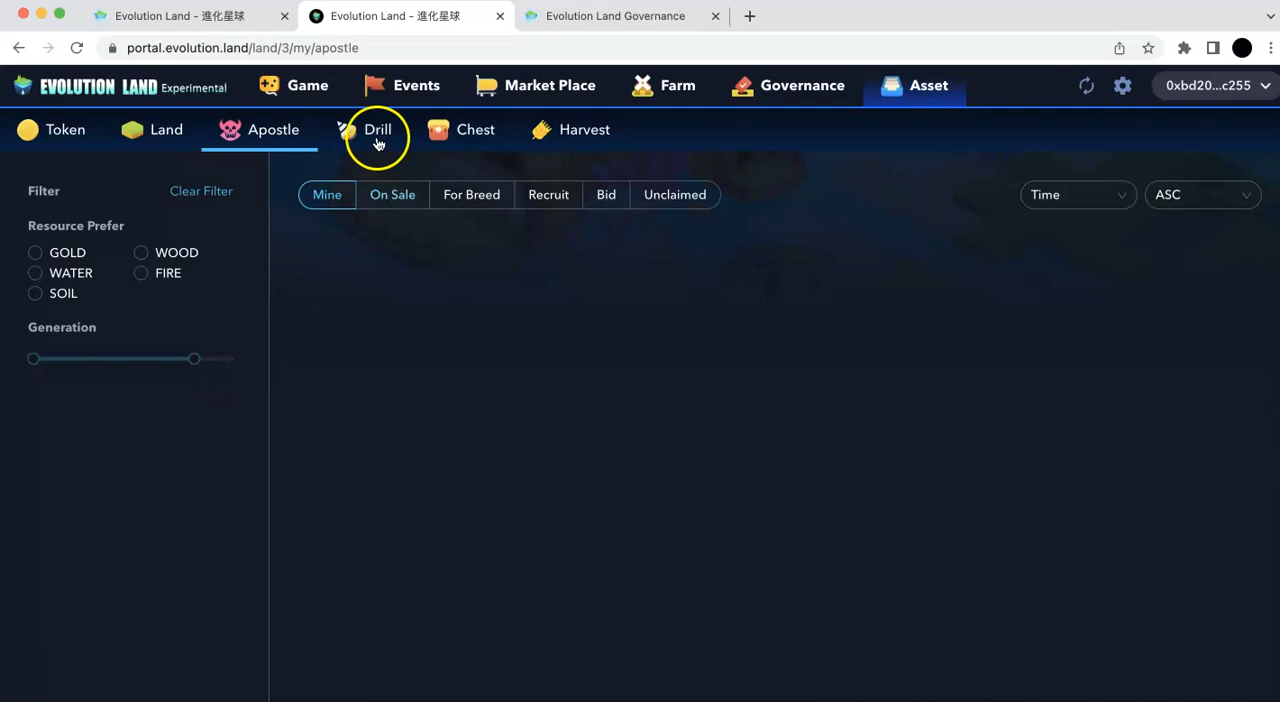 Evolution Land - 進化星球
Evolution Land - 進化星球
Evolution Land Governance
portal.evolution.land/land/3/my/apostle
EVOLUTION LAND Experimental
Game
Events
Market Place
Farm
Governance
Asset
0xbd20...c255
Token
Land
Apostle
Drill
Chest
Harvest
Filter
Clear Filter
Mine
On Sale
For Breed
Recruit
Bid
Unclaimed
Time
ASC
Resource Prefer
GOLD
WOOD
WATER
FIRE
SOIL
Generation